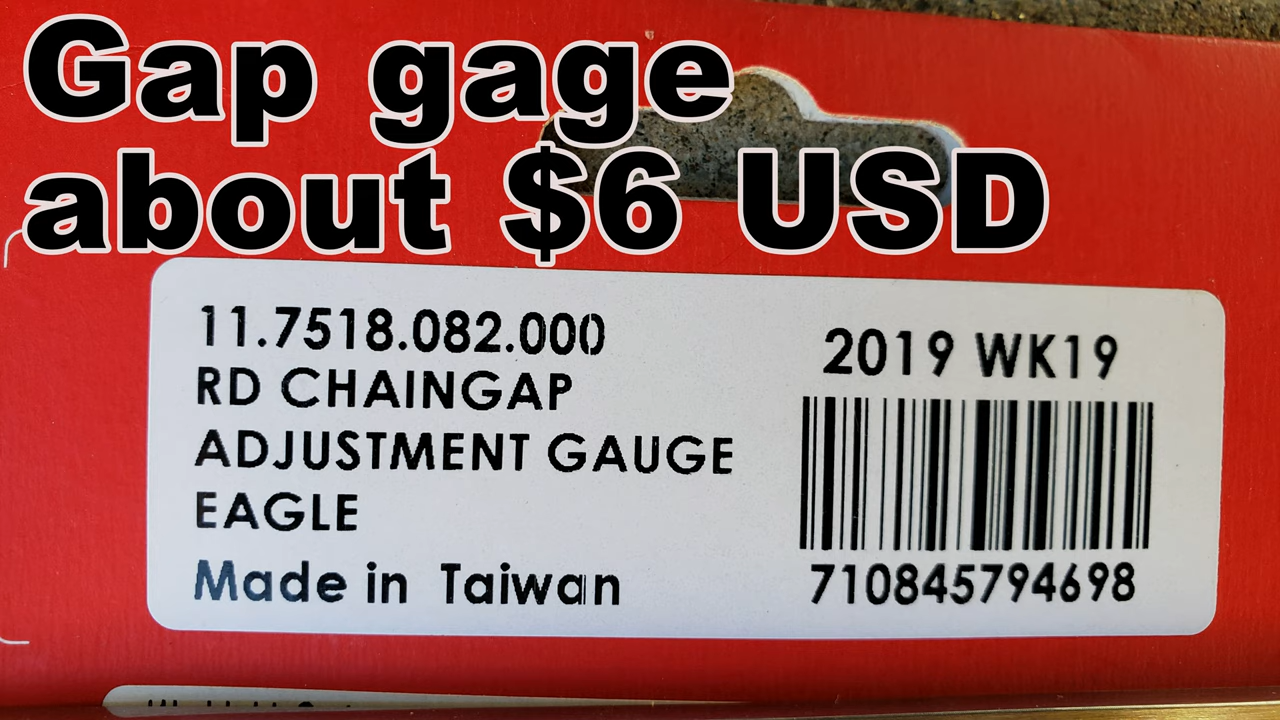 Gap gage
about $6 USD
11.7518.082.000
RD CHAINGAP
ADJUSTMENT GAUGE
EAGLE
Made in Taiwan
2019 WK19
710845794698